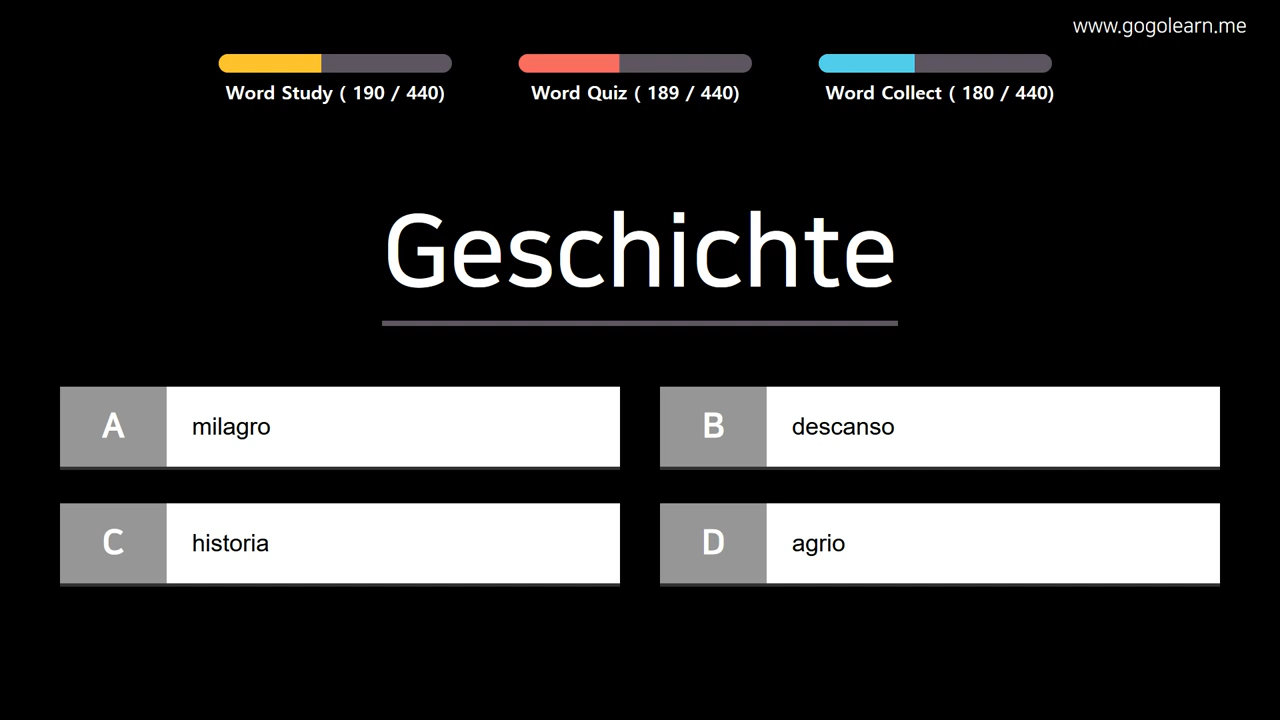 www.gogolearn.me
Word Study ( 190 / 440)
Word Quiz ( 189 / 440)
Word Collect ( 180 / 440)
Geschichte
A milagro
B descanso
C historia
D agrio